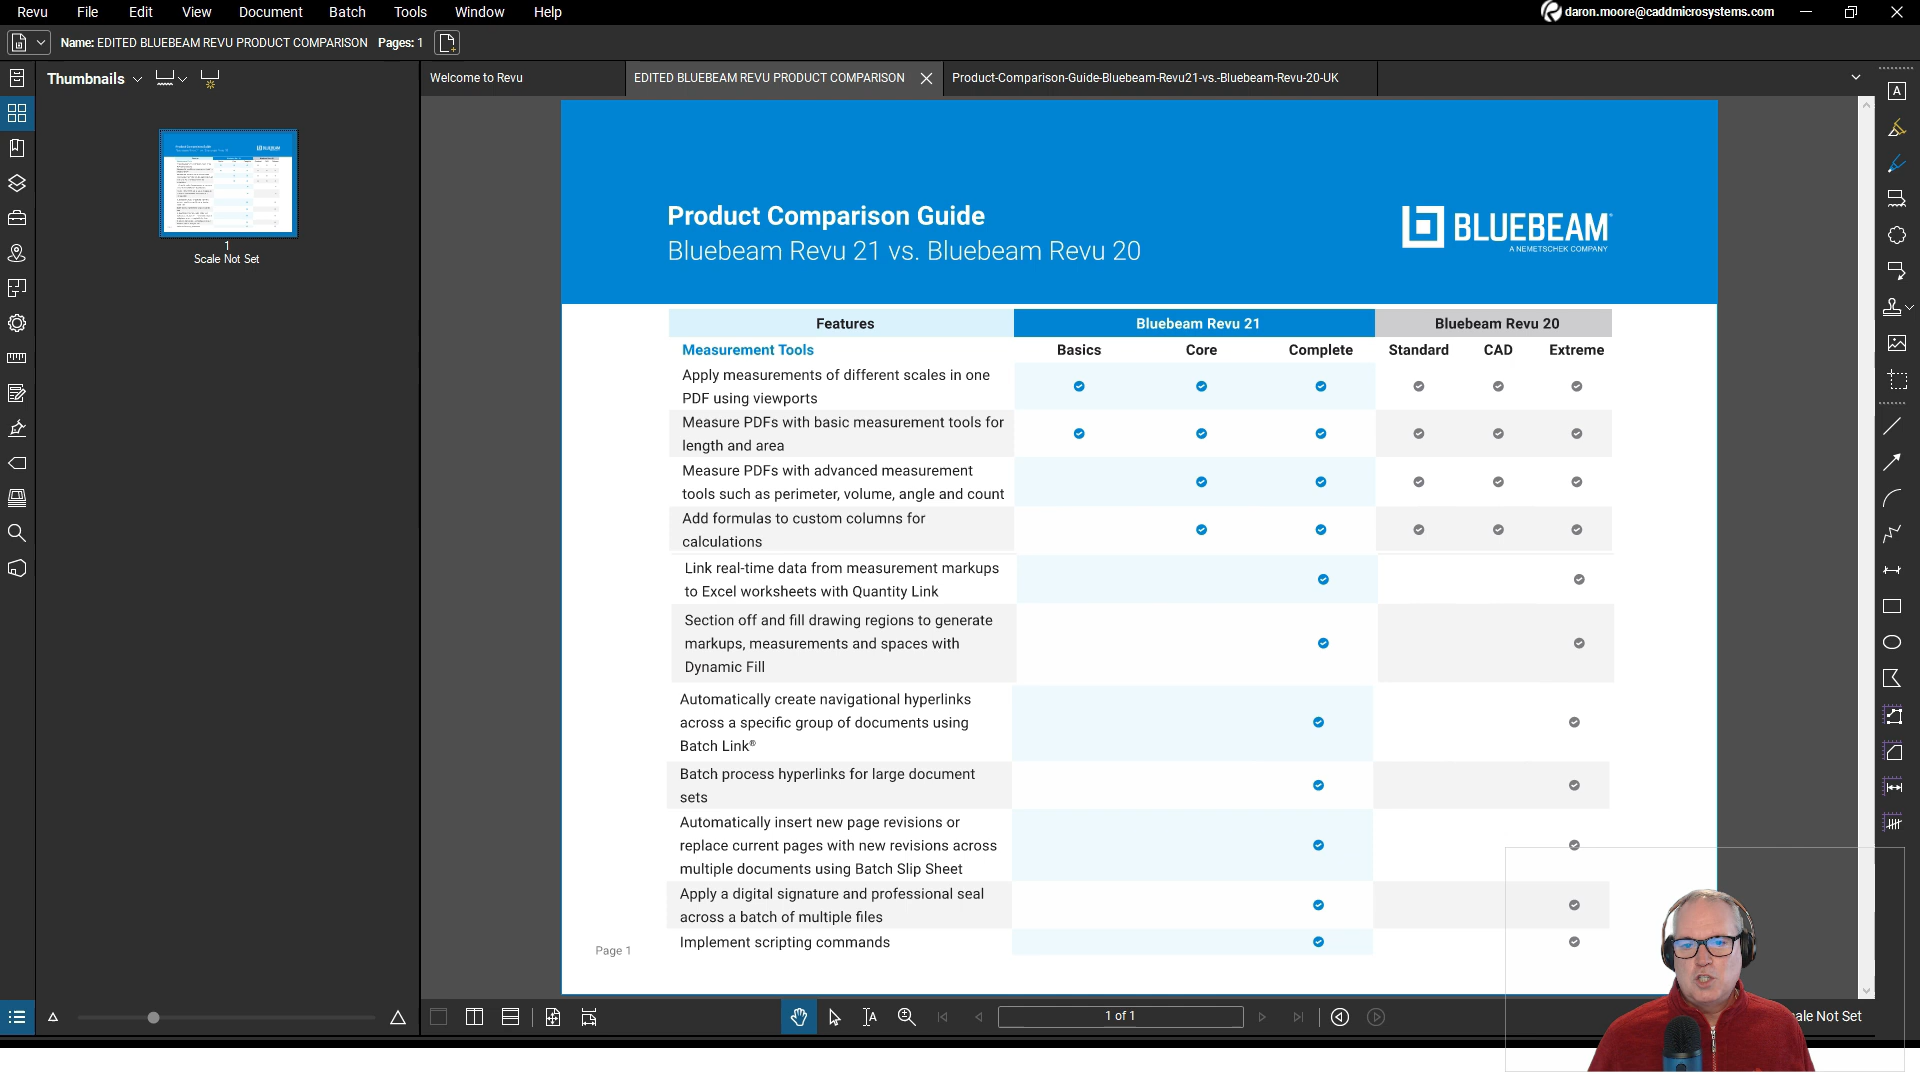 Revu File Edit View Document Batch Tools Window Help
daron.moore@caddmicrosystems.com
Name: EDITED BLUEBEAM REVU PRODUCT COMPARISON Pages: 1
Thumbnails
Welcome to Revu
EDITED BLUEBEAM REVU PRODUCT COMPARISON
Product-Comparison-Guide-Bluebeam-Revu21-vs.-Bluebeam-Revu-20-UK
1
Scale Not Set
Product Comparison Guide
Bluebeam Revu 21 vs. Bluebeam Revu 20
BLUEBEAM
A NEMETSCHEK COMPANY
Features Bluebeam Revu 21 Bluebeam Revu 20
Measurement Tools Basics Core Complete Standard CAD Extreme
Apply measurements of different scales in one
PDF using viewports
Measure PDFs with basic measurement tools for
length and area
Measure PDFs with advanced measurement
tools such as perimeter, volume, angle and count
Add formulas to custom columns for
calculations
Link real-time data from measurement markups
to Excel worksheets with Quantity Link
Section off and fill drawing regions to generate
markups, measurements and spaces with
Dynamic Fill
Automatically create navigational hyperlinks
across a specific group of documents using
Batch Link®
Batch process hyperlinks for large document
sets
Automatically insert new page revisions or
replace current pages with new revisions across
multiple documents using Batch Slip Sheet
Apply a digital signature and professional seal
across a batch of multiple files
Implement scripting commands
Page 1
1 of 1
ale Not Set